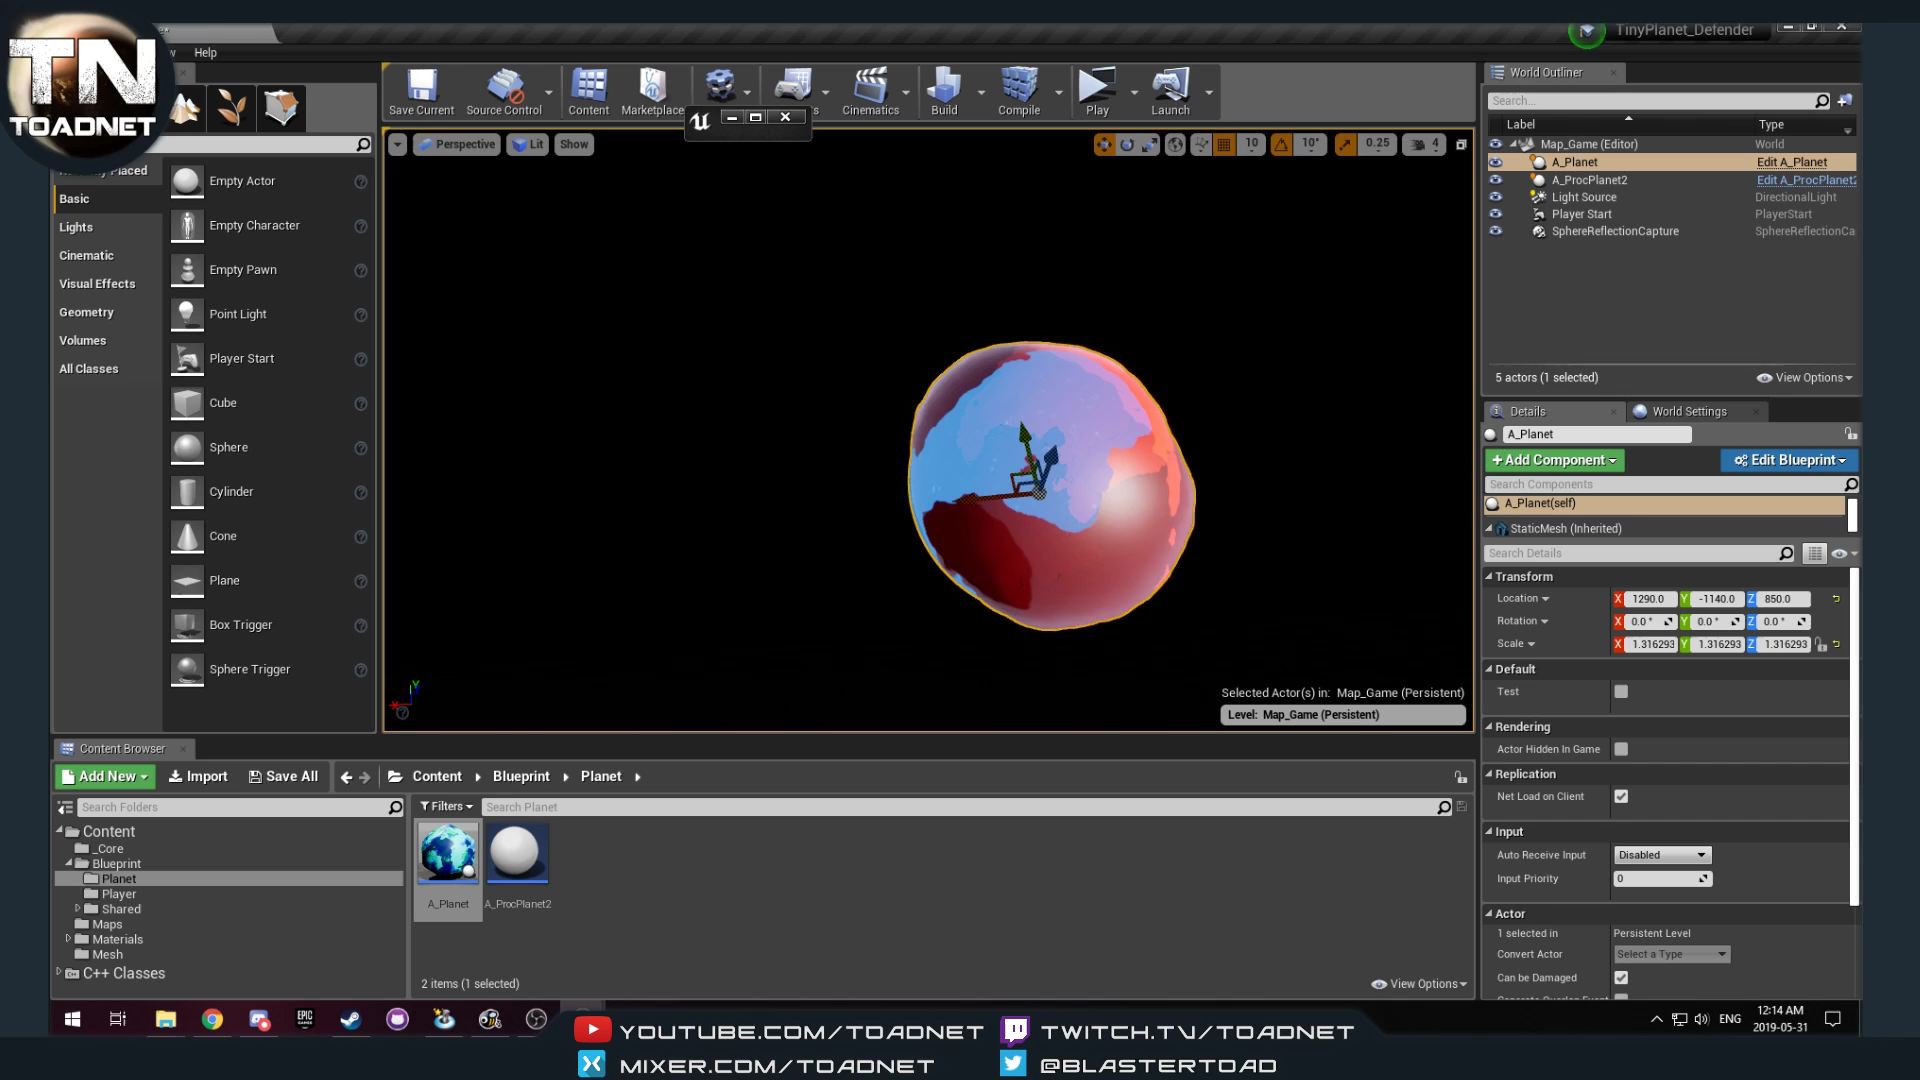 TN
TOADNET
Help
TinyPlanet_Defender
Save Current
Source Control
Content
Marketplace
Cinematics
Build
Compile
Play
Launch
World Outliner
Search...
Label
Type
Map_Game (Editor)
World
A_Planet
Edit A_Planet
A_ProcPlanet2
Edit A_ProcPlanet2
Light Source
DirectionalLight
Player Start
PlayerStart
SphereReflectionCapture
SphereReflectionCa
5 actors (1 selected)
View Options
Placed
Basic
Lights
Cinematic
Visual Effects
Geometry
Volumes
All Classes
Empty Actor
Empty Character
Empty Pawn
Point Light
Player Start
Cube
Sphere
Cylinder
Cone
Plane
Box Trigger
Sphere Trigger
Perspective
Lit
Show
10
10°
0.25
4
Selected Actor(s) in: Map_Game (Persistent)
Level: Map_Game (Persistent)
Details
World Settings
A_Planet
+Add Component
Edit Blueprint
Search Components
A_Planet(self)
StaticMesh (Inherited)
Search Details
Transform
Location X 1290.0 Y -1140.0 Z 850.0
Rotation X 0.0 ° Y 0.0 ° Z 0.0 °
Scale X 1.316293 Y 1.316293 Z 1.316293
Default
Test
Rendering
Actor Hidden In Game
Replication
Net Load on Client
Input
Auto Receive Input Disabled
Input Priority 0
Actor
1 selected in Persistent Level
Convert Actor Select a Type
Can be Damaged
Content Browser
Add New
Import
Save All
Content
Blueprint
Planet
Search Folders
Filters
Search Planet
Content
_Core
Blueprint
Planet
Player
Shared
Maps
Materials
Mesh
C++ Classes
A_Planet
A_ProcPlanet2
2 items (1 selected)
View Options
EPIC GAMES
ENG
12:14 AM
2019-05-31
YOUTUBE.COM/TOADNET
TWITCH.TV/TOADNET
MIXER.COM/TOADNET
@BLASTERTOAD